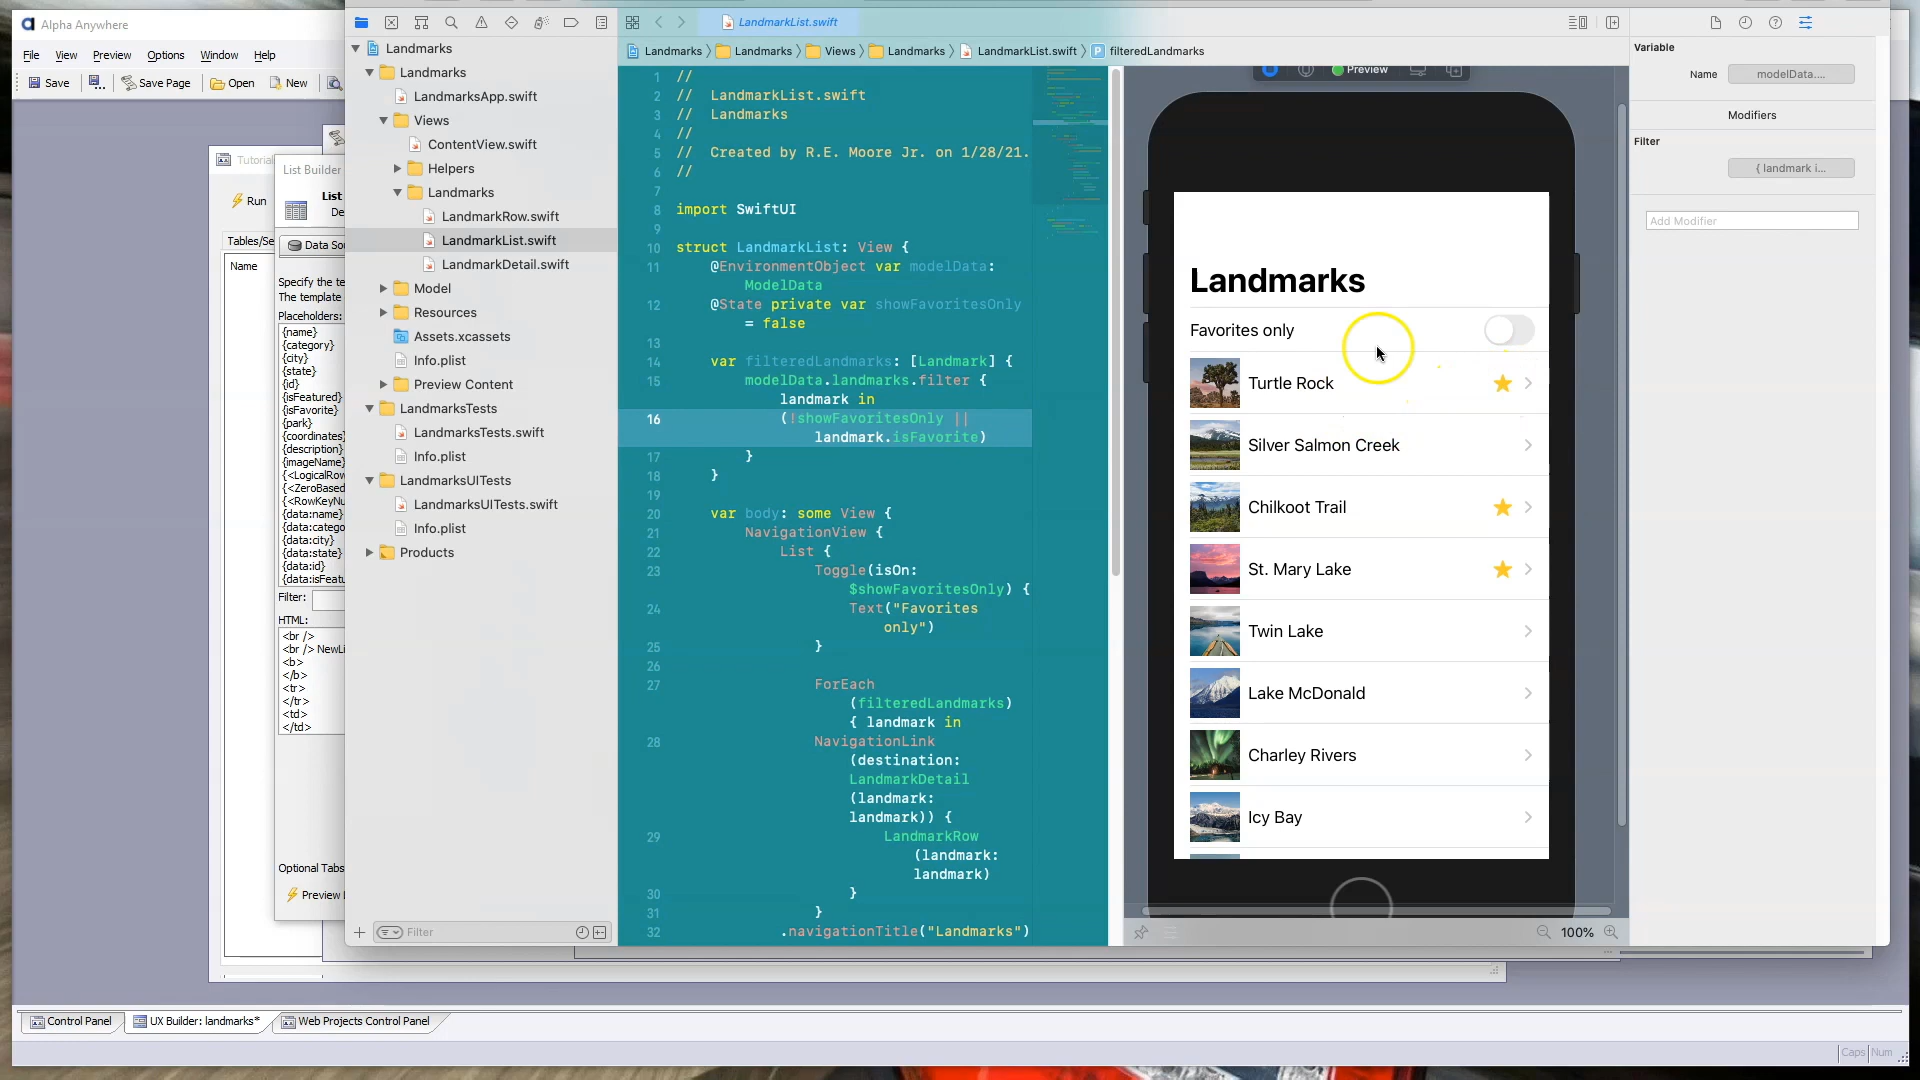 Alpha Anywhere
File View Preview Options Window Help
Save Save Page Open New
Tutorial
List Builder
Run
List
De
Tables/Se
Data Sou
Name
Specify the te
The template
Placeholders:
{name}
{category}
{city}
{state}
{id}
{isFeatured}
{isFavorite}
{park}
{coordinates}
{description}
{imageName}
{<LogicalRow
{<ZeroBased
{<RowKeyNu
{data:name}
{data:catego
{data:city}
{data:state}
{data:id}
{data:isFeatu
Filter:
HTML:
<br />
<br /> NewLi
<b>
</b>
<tr>
</tr>
<td>
</td>
Optional Tabs
Preview
Control Panel
UX Builder: landmarks*
Web Projects Control Panel
Caps Num
Landmarks
Landmarks
LandmarksApp.swift
Views
ContentView.swift
Helpers
Landmarks
LandmarkRow.swift
LandmarkList.swift
LandmarkDetail.swift
Model
Resources
Assets.xcassets
Info.plist
Preview Content
LandmarksTests
LandmarksTests.swift
Info.plist
LandmarksUITests
LandmarksUITests.swift
Info.plist
Products
Filter
LandmarkList.swift
Landmarks Landmarks Views Landmarks LandmarkList.swift P filteredLandmarks
1 //
2 // LandmarkList.swift
3 // Landmarks
4 //
5 // Created by R.E. Moore Jr. on 1/28/21.
6 //
7
8 import SwiftUI
9
10 struct LandmarkList: View {
11 @EnvironmentObject var modelData:
ModelData
12 @State private var showFavoritesOnly
= false
13
14 var filteredLandmarks: [Landmark] {
15 modelData.landmarks.filter {
landmark in
16 (!showFavoritesOnly ||
landmark.isFavorite)
17 }
18 }
19
20 var body: some View {
21 NavigationView {
22 List {
23 Toggle(isOn:
$showFavoritesOnly) {
24 Text("Favorites
only")
25 }
26
27 ForEach
(filteredLandmarks)
{ landmark in
28 NavigationLink
(destination:
LandmarkDetail
(landmark:
landmark)) {
29 LandmarkRow
(landmark:
landmark)
30 }
31 }
32 .navigationTitle("Landmarks")
Preview
Landmarks
Favorites only
Turtle Rock
Silver Salmon Creek
Chilkoot Trail
St. Mary Lake
Twin Lake
Lake McDonald
Charley Rivers
Icy Bay
100%
Variable
Name modelData....
Modifiers
Filter
{ landmark i...
Add Modifier